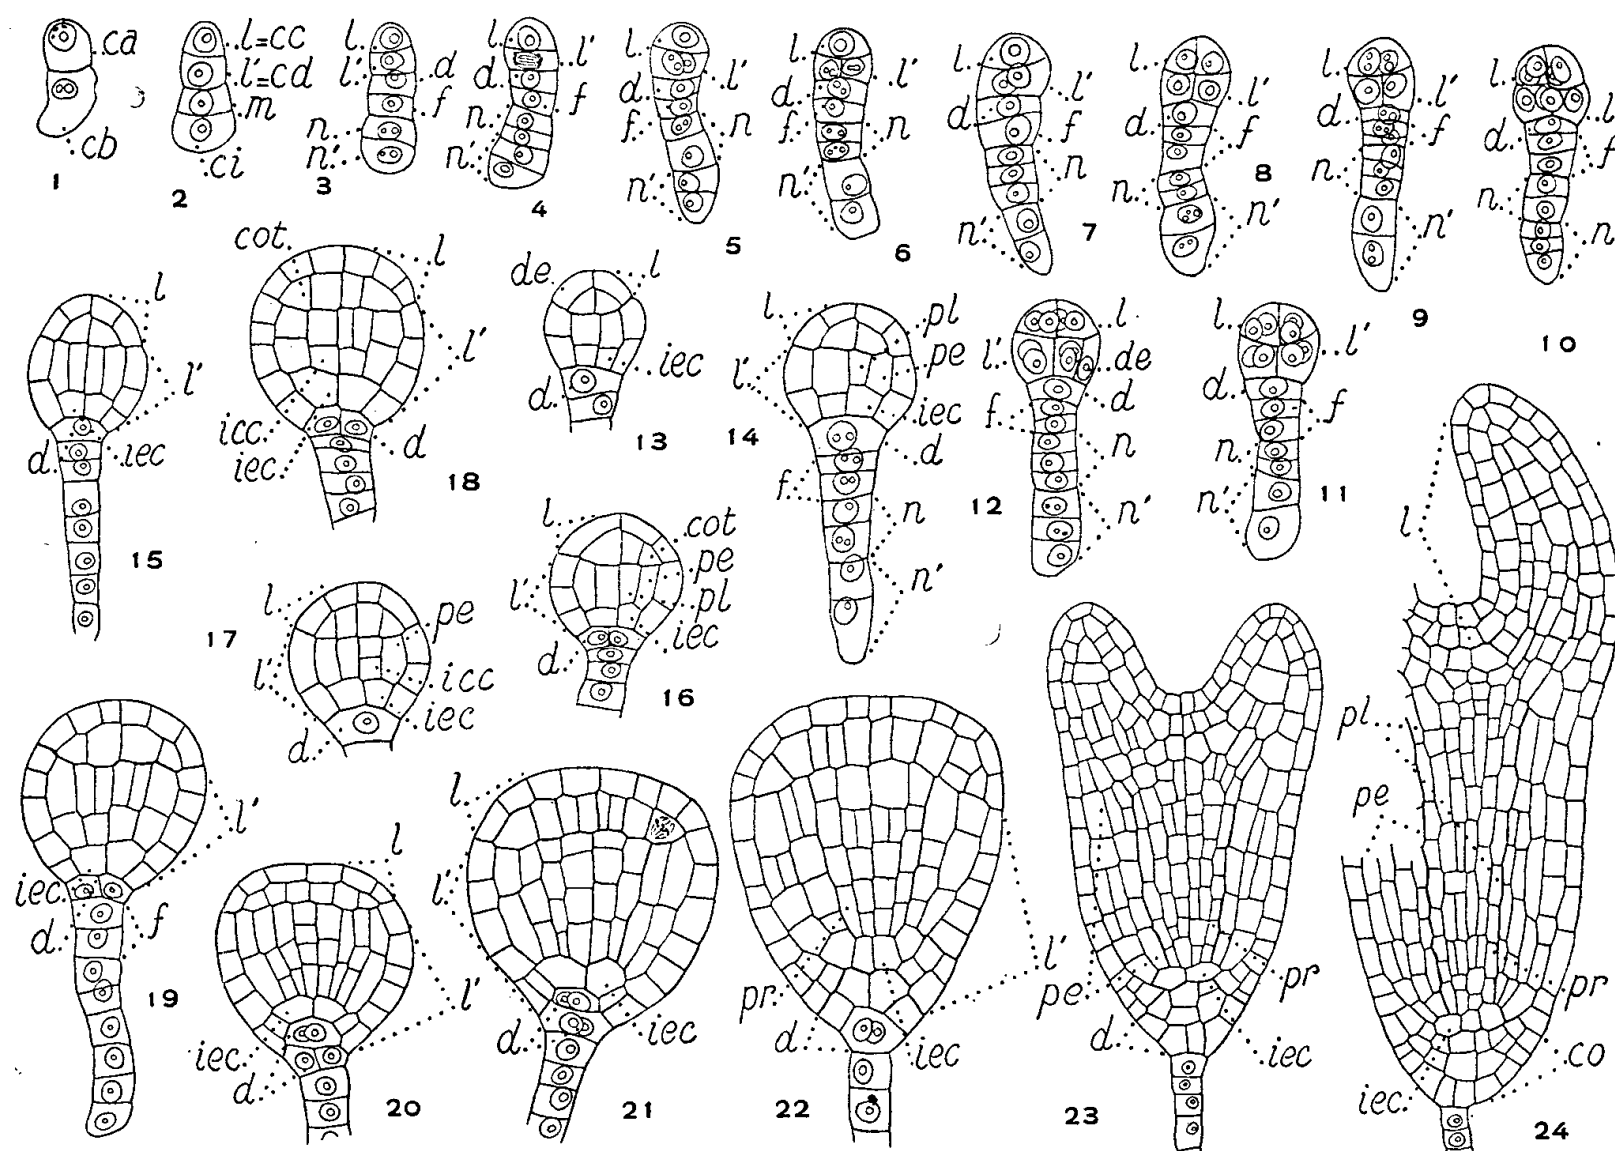 ca
cb
1
l=cc
l'=cd
m
ci
2
l
l'
d
f
n
n'
3
l
l'
d
f
n
n'
4
l
l'
d
f
n
n'
5
l
l'
d
f
n
n'
6
l
l'
d
f
n
n'
7
l
l'
d
f
n
n'
8
l
l'
d
f
n
n'
9
l
l
d
f
n
n
10
l
l'
d
f
n
n'
11
l
l'
de
d
f
n
n'
12
de
l
iec
d
13
l
pl
pe
l'
iec
d
f
n
n'
14
l
l'
d
iec
15
l
cot
pe
l'
pl
iec
d
16
17
l
pe
l'
icc
iec
d
cot.
l
l'
icc
iec
d
18
l'
iec
d
f
19
l
l'
iec
d
20
l
l'
d
iec
21
l'
pr
d
iec
22
pe
pr
d
iec
23
l
pl
pe
pr
co
iec
24